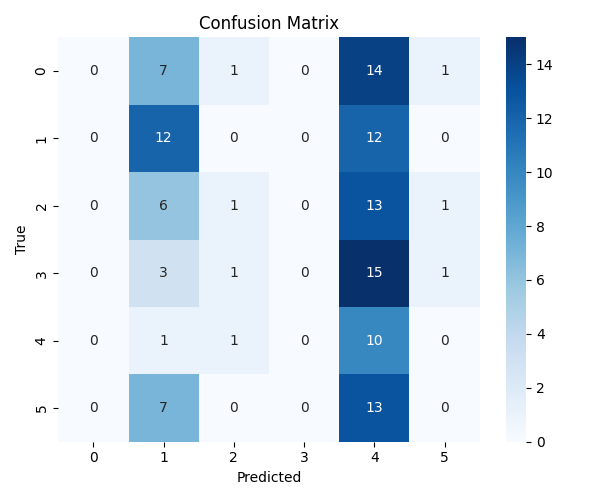 Confusion Matrix
True
0 0 7 1 0 14 1
1 0 12 0 0 12 0
2 0 6 1 0 13 1
3 0 3 1 0 15 1
4 0 1 1 0 10 0
5 0 7 0 0 13 0
0 1 2 3 4 5
Predicted
14
12
10
8
6
4
2
0